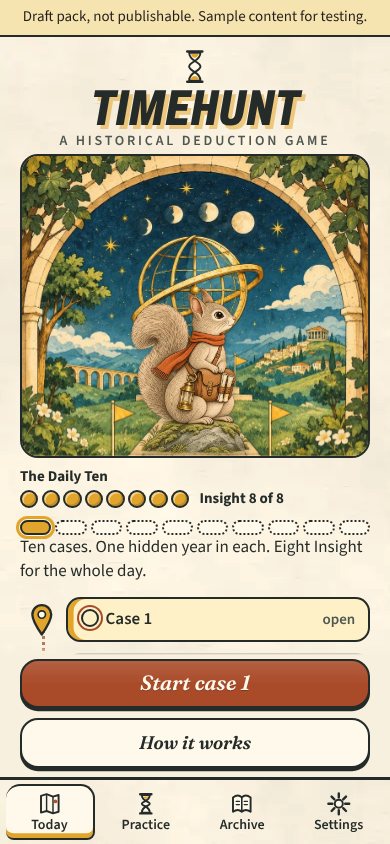 Draft pack, not publishable. Sample content for testing.
TIMEHUNT
A HISTORICAL DEDUCTION GAME
The Daily Ten
Insight 8 of 8
Ten cases. One hidden year in each. Eight Insight
for the whole day.
Case 1 open
Start case 1
How it works
Today Practice Archive Settings